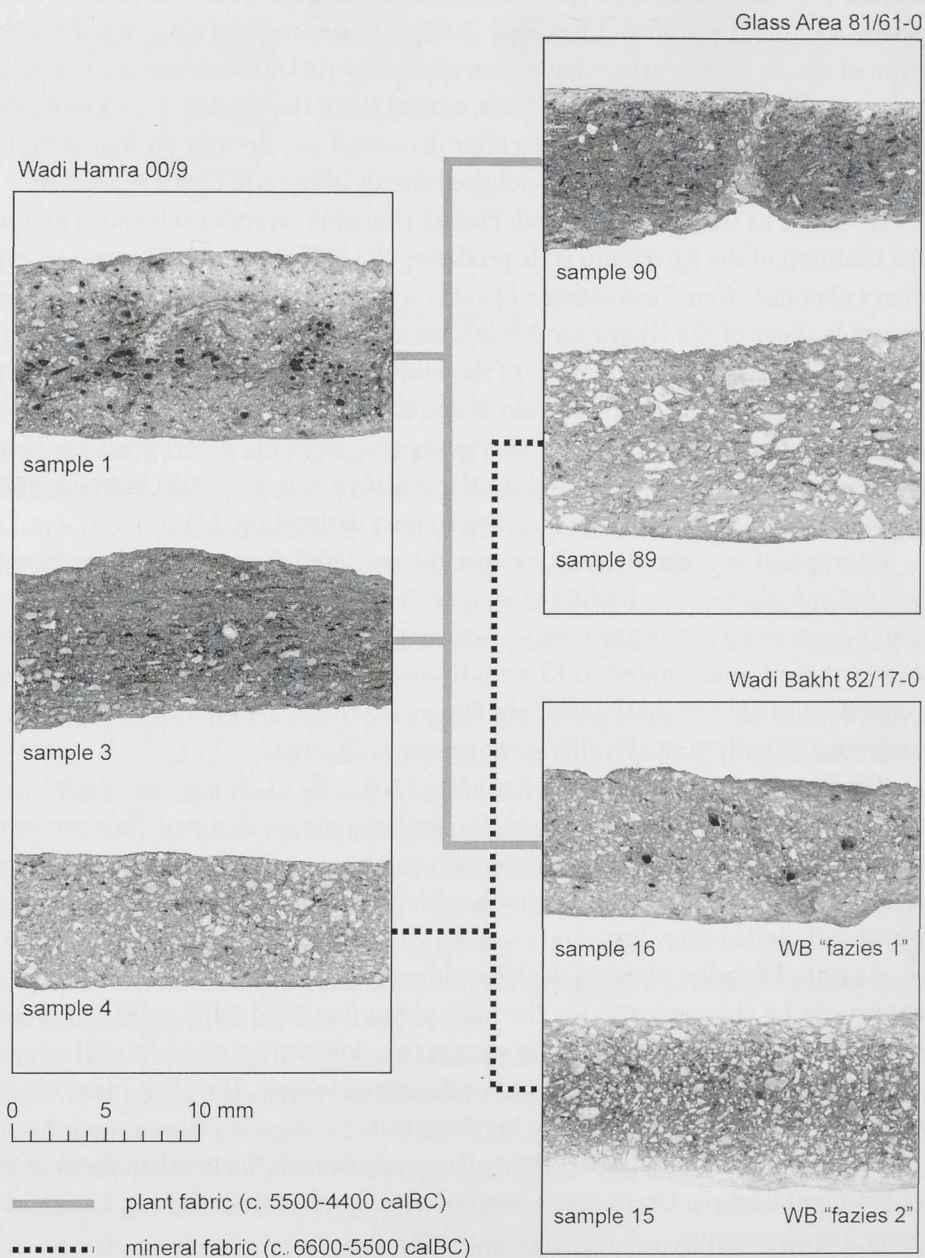 Glass Area 81/61-0
Wadi Hamra 00/9
sample 90
sample 1
sample 89
sample 3
Wadi Bakht 82/17-0
sample 4
sample 16 WB "fazies 1"
0 5 10 mm
plant fabric (c. 5500-4400 calBC)
sample 15 WB "fazies 2"
mineral fabric (c. 6600-5500 calBC)